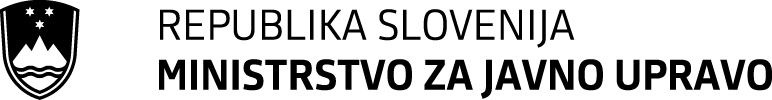 REPUBLIKA SLOVENIJA
MINISTRSTVO ZA JAVNO UPRAVO